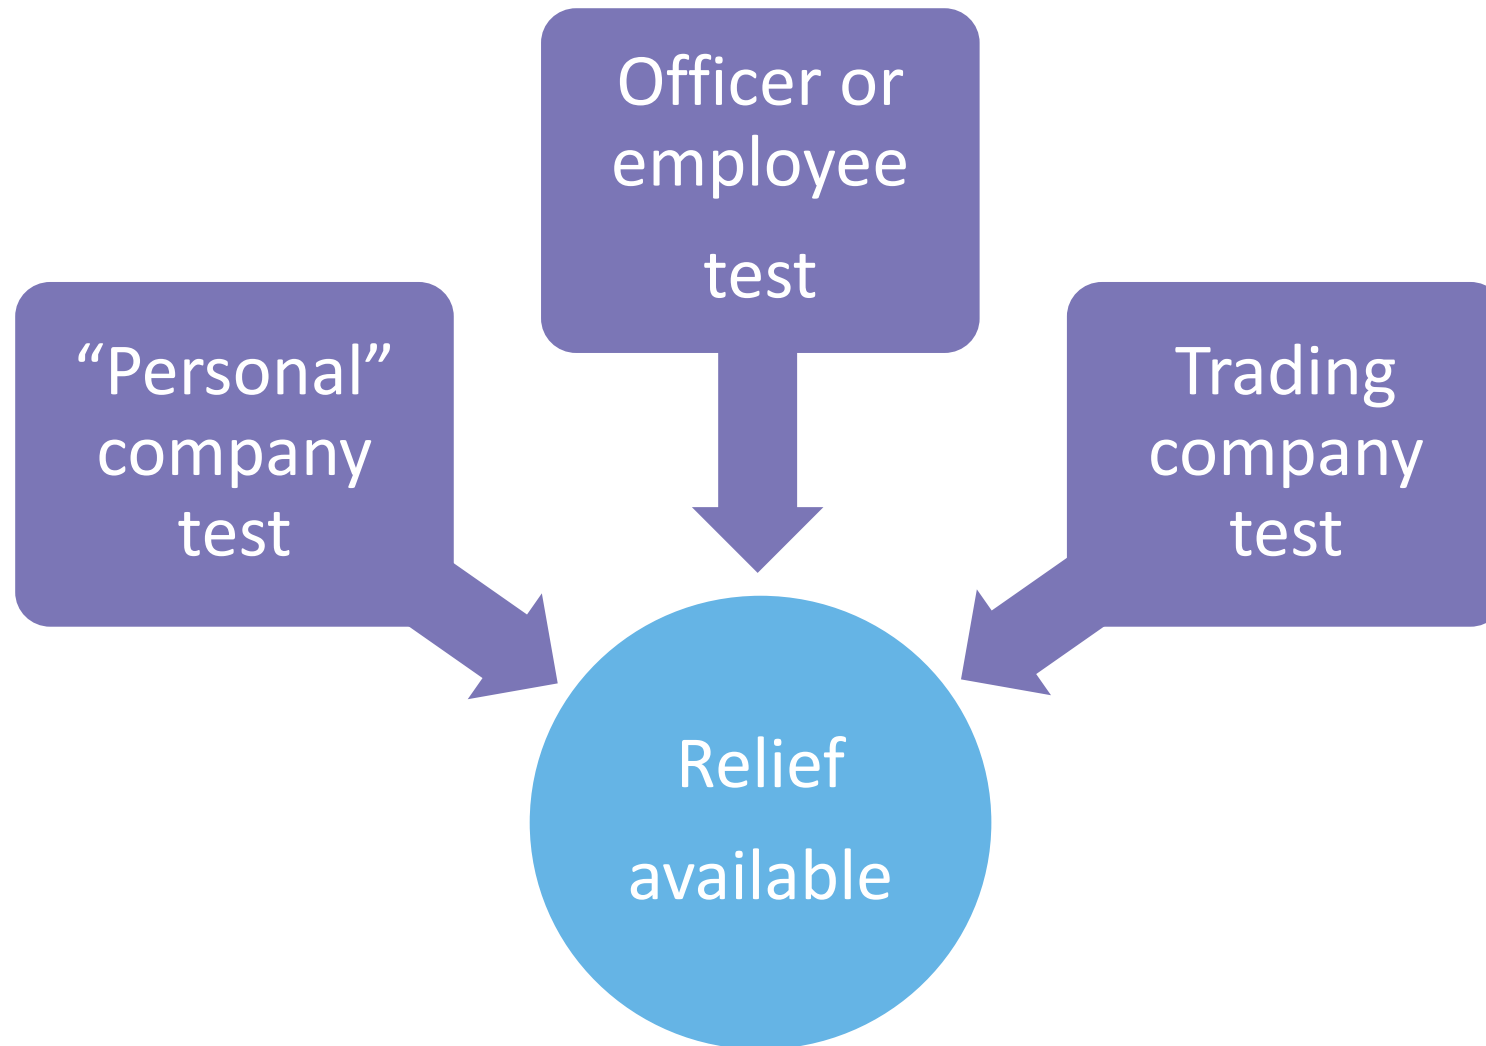 Officer or
employee
test
“Personal”
company
test
Trading
company
test
Relief
available